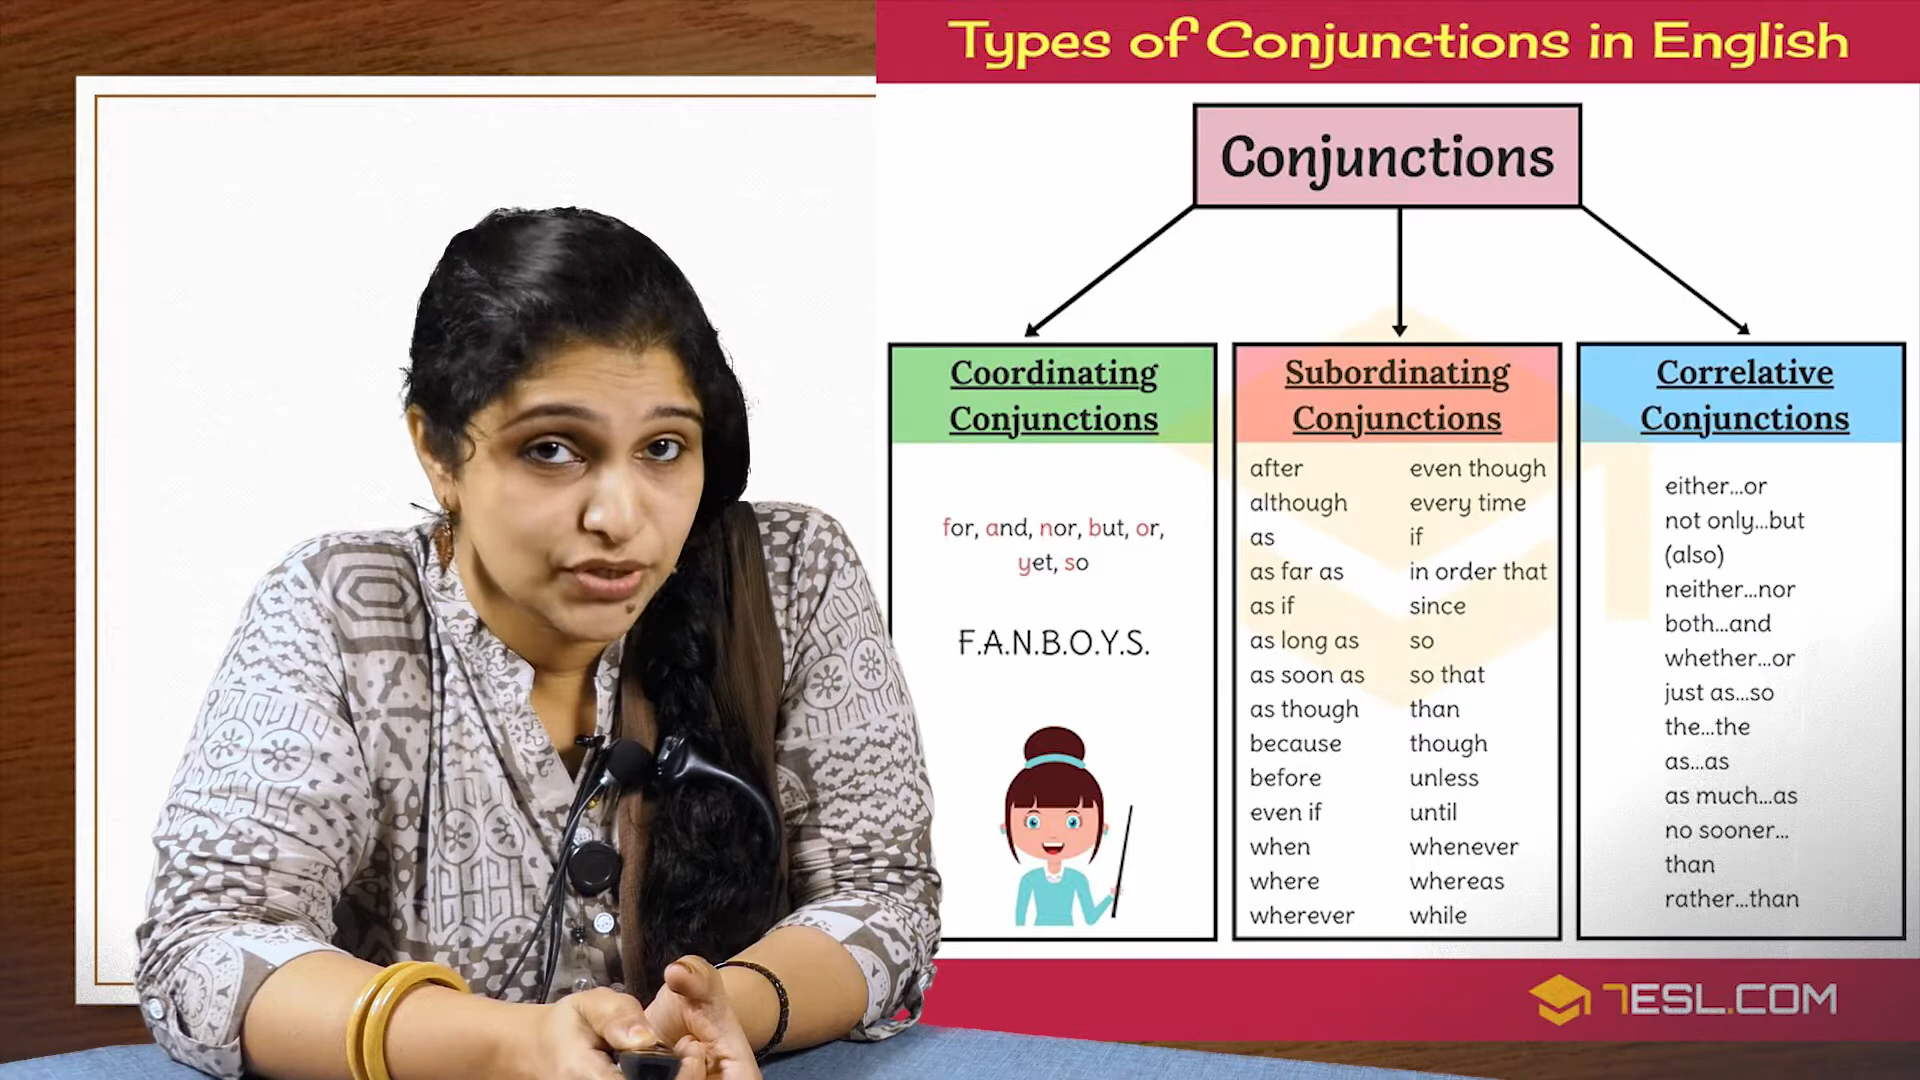 Types of Conjunctions in English
Conjunctions
Coordinating
Conjunctions
for, and, nor, but, or,
yet, so
F.A.N.B.O.Y.S.
Subordinating
Conjunctions
after
although
as
as far as
as if
as long as
as soon as
as though
because
before
even if
when
where
wherever
even though
every time
if
in order that
since
so
so that
than
though
unless
until
whenever
whereas
while
Correlative
Conjunctions
either...or
not only...but
(also)
neither...nor
both...and
whether...or
just as...so
the...the
as...as
as much...as
no sooner...
than
rather...than
7ESL.COM